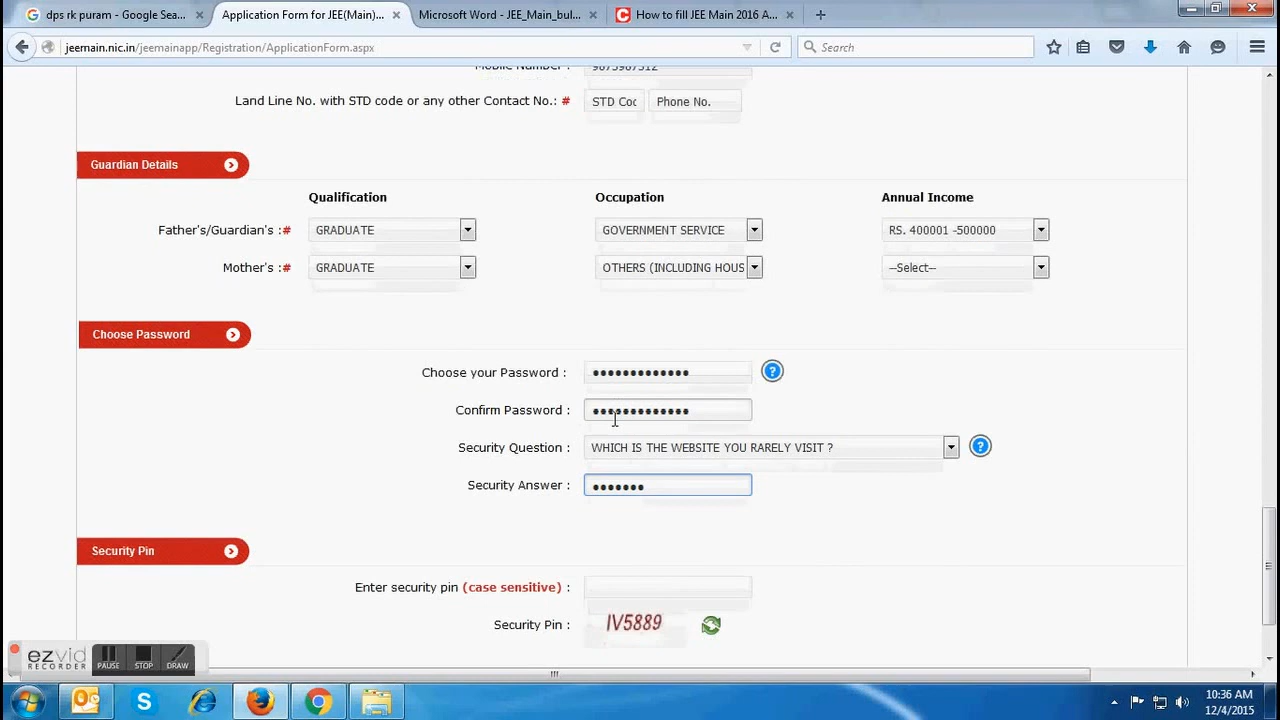 dps rk puram - Google Sea... × Application Form for JEE(Main)... × Microsoft Word - JEE_Main_bul... × How to fill JEE Main 2016 A... × +
jeemain.nic.in/jeemainapp/Registration/ApplicationForm.aspx Search
Mobile Number : 9873987312
Land Line No. with STD code or any other Contact No.: # STD Coc Phone No.
Guardian Details
Qualification Occupation Annual Income
Father's/Guardian's :# GRADUATE GOVERNMENT SERVICE RS. 400001 -500000
Mother's :# GRADUATE OTHERS (INCLUDING HOUS --Select--
Choose Password
Choose your Password : ••••••••••••• ?
Confirm Password : •••••••••••••
Security Question : WHICH IS THE WEBSITE YOU RARELY VISIT ? ?
Security Answer : •••••••
Security Pin
Enter security pin (case sensitive) :
Security Pin : IV5889
ezvid
RECORDER PAUSE STOP DRAW
10:36 AM
12/4/2015